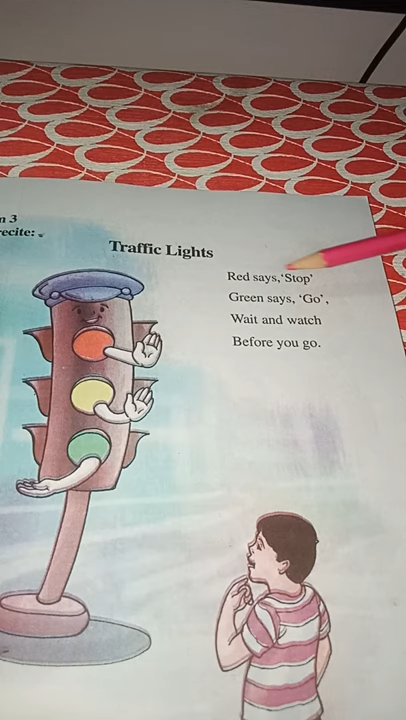 3
ecite:
Traffic Lights
Red says,‘Stop’
Green says, ‘Go’,
Wait and watch
Before you go.